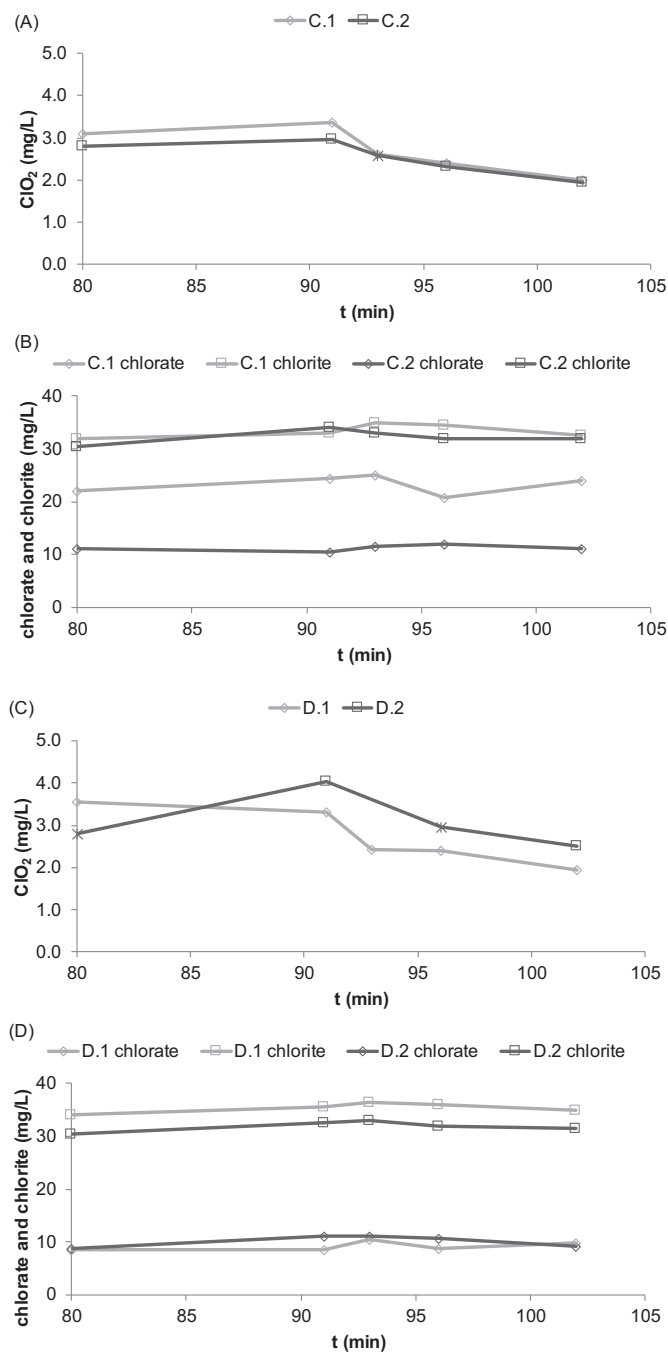 (A)
C.1 C.2
5.0
4.0
3.0
2.0
1.0
0.0
ClO₂ (mg/L)
80 85 90 95 100 105
t (min)
(B)
C.1 chlorate C.1 chlorite C.2 chlorate C.2 chlorite
40
30
20
10
0
chlorate and chlorite (mg/L)
80 85 90 95 100 105
t (min)
(C)
D.1 D.2
5.0
4.0
3.0
2.0
1.0
0.0
ClO₂ (mg/L)
80 85 90 95 100 105
t (min)
(D)
D.1 chlorate D.1 chlorite D.2 chlorate D.2 chlorite
40
30
20
10
0
chlorate and chlorite (mg/L)
80 85 90 95 100 105
t (min)